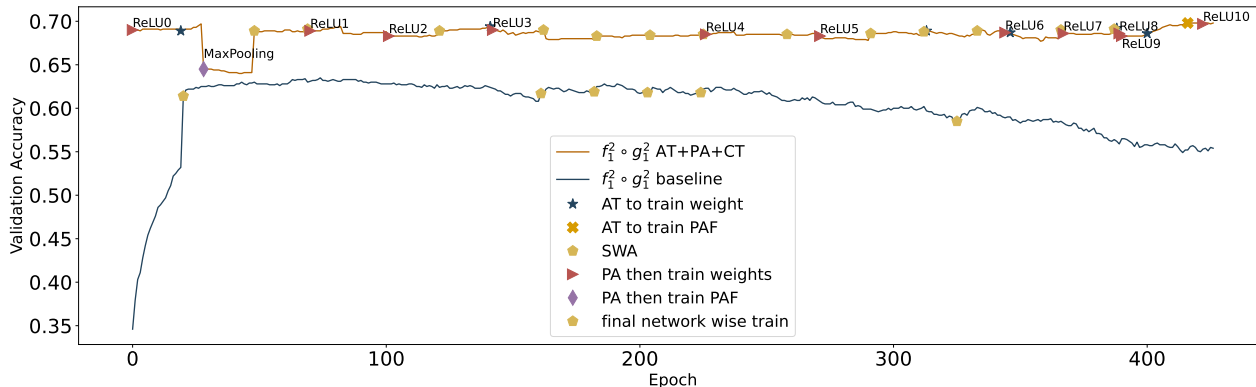 0.70
0.65
0.60
0.55
0.50
0.45
0.40
0.35
Validation Accuracy
ReLU0
MaxPooling
ReLU1
ReLU2
ReLU3
ReLU4
ReLU5
ReLU6
ReLU7
ReLU8
ReLU9
ReLU10
f₁² ∘ g₁² AT+PA+CT
f₁² ∘ g₁² baseline
AT to train weight
AT to train PAF
SWA
PA then train weights
PA then train PAF
final network wise train
0 100 200 300 400
Epoch